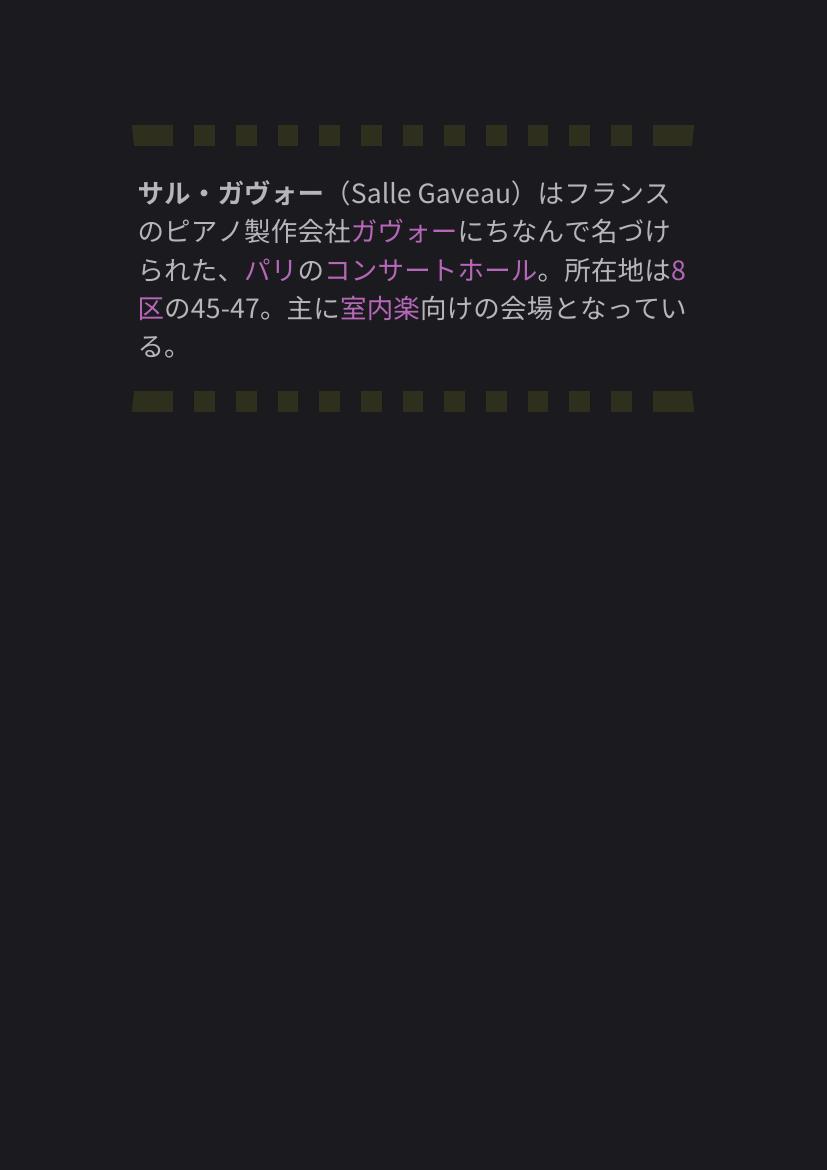 サル・ガヴォー（Salle Gaveau）はフランス
のピアノ製作会社ガヴォーにちなんで名づけ
られた、パリのコンサートホール。所在地は8
区の45-47。主に室内楽向けの会場となってい
る。